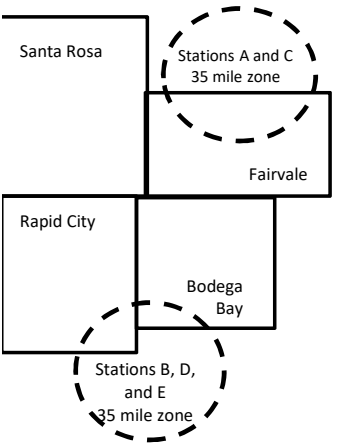 Santa Rosa
Stations A and C
35 mile zone
Fairvale
Rapid City
Bodega
Bay
Stations B, D,
and E
35 mile zone